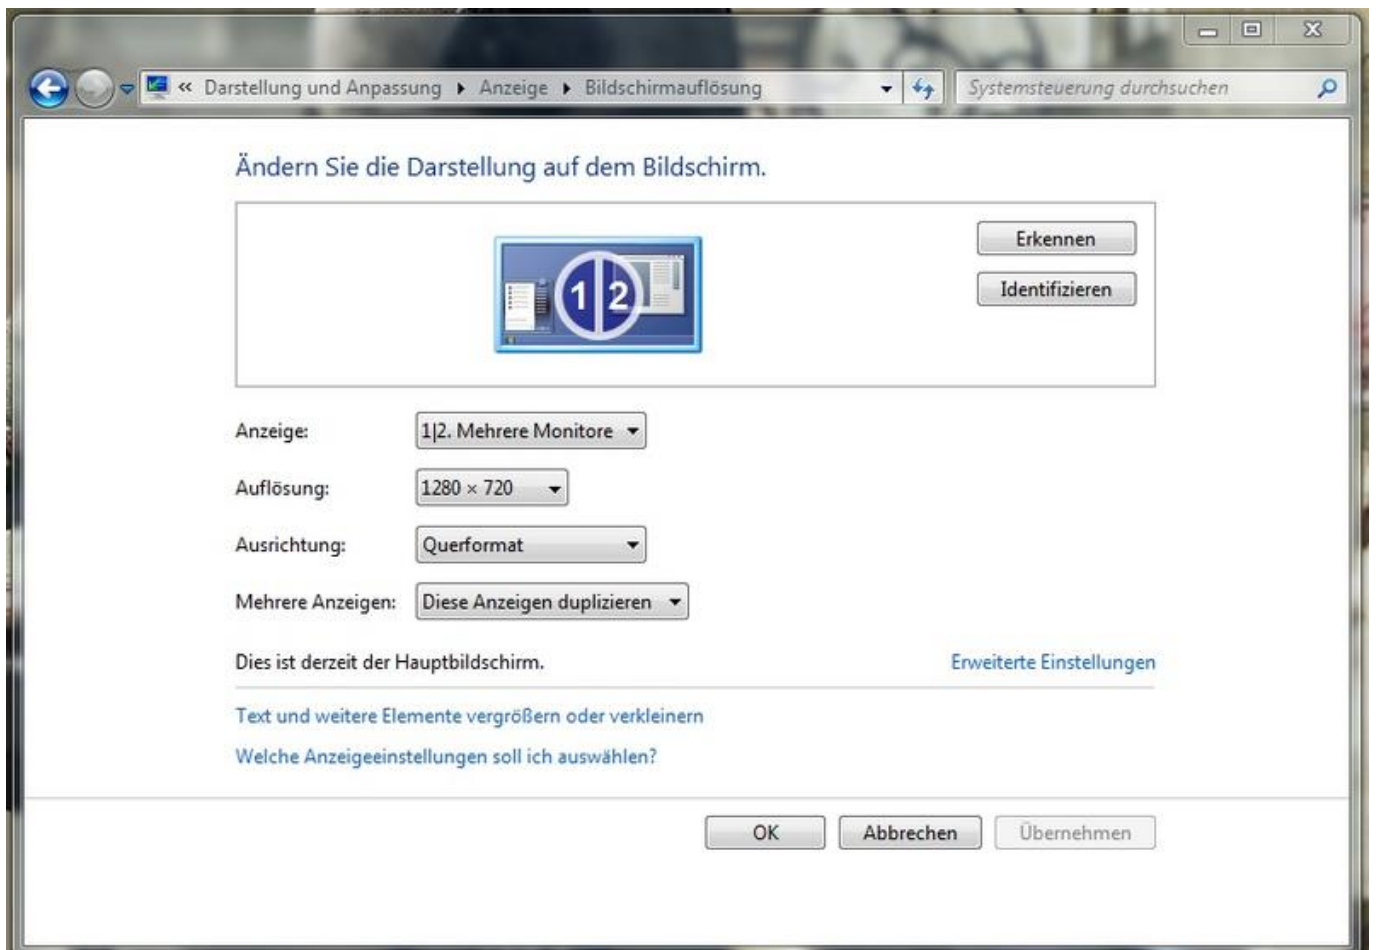 « Darstellung und Anpassung ▸ Anzeige ▸ Bildschirmauflösung
Systemsteuerung durchsuchen
Ändern Sie die Darstellung auf dem Bildschirm.
1|2
Erkennen
Identifizieren
Anzeige: 1|2. Mehrere Monitore
Auflösung: 1280 × 720
Ausrichtung: Querformat
Mehrere Anzeigen: Diese Anzeigen duplizieren
Dies ist derzeit der Hauptbildschirm. Erweiterte Einstellungen
Text und weitere Elemente vergrößern oder verkleinern
Welche Anzeigeeinstellungen soll ich auswählen?
OK Abbrechen Übernehmen